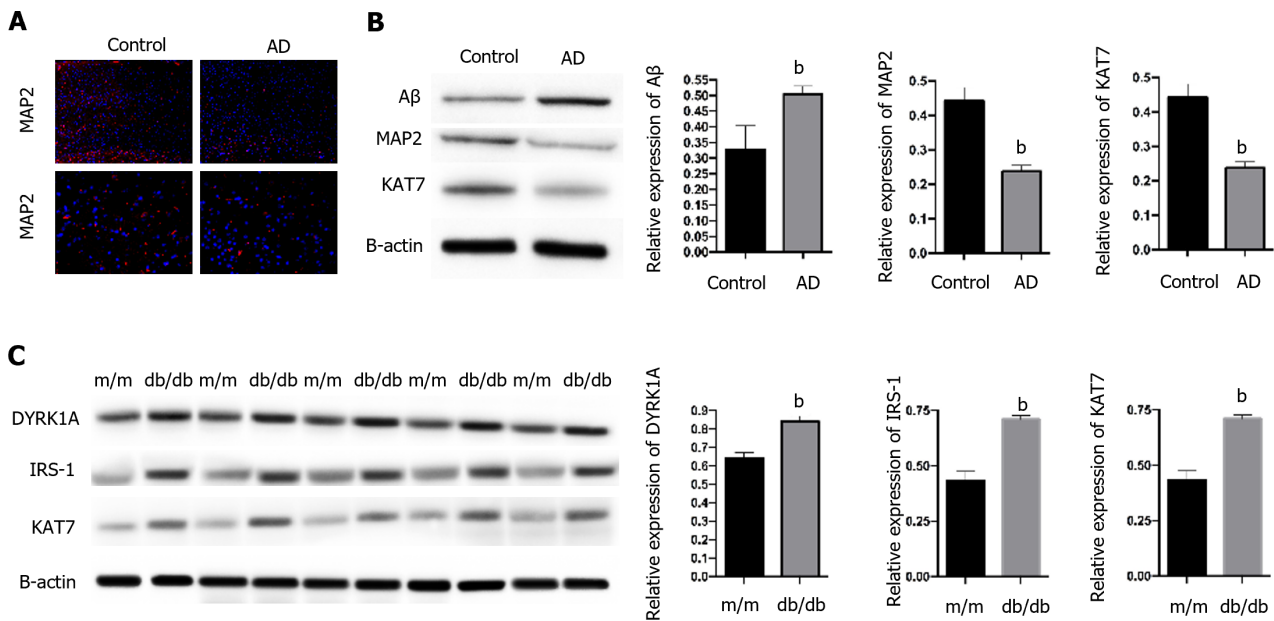 A
Control AD
MAP2
MAP2
B
Control AD
Aβ
MAP2
KAT7
B-actin
Relative expression of Aβ
0.55
0.50
0.45
0.40
0.35
0.30
0.25
0.20
0.15
0.10
0.05
0.00
b
Control AD
Relative expression of MAP2
0.5
0.4
0.3
0.2
0.1
0.0
b
Control AD
Relative expression of KAT7
0.5
0.4
0.3
0.2
0.1
0.0
b
Control AD
C
m/m db/db m/m db/db m/m db/db m/m db/db m/m db/db
DYRK1A
IRS-1
KAT7
B-actin
Relative expression of DYRK1A
0.9
0.8
0.7
0.6
0.5
0.4
0.3
0.2
0.1
0.0
b
m/m db/db
Relative expression of IRS-1
0.75
0.50
0.25
0.00
b
m/m db/db
Relative expression of KAT7
0.75
0.50
0.25
0.00
b
m/m db/db